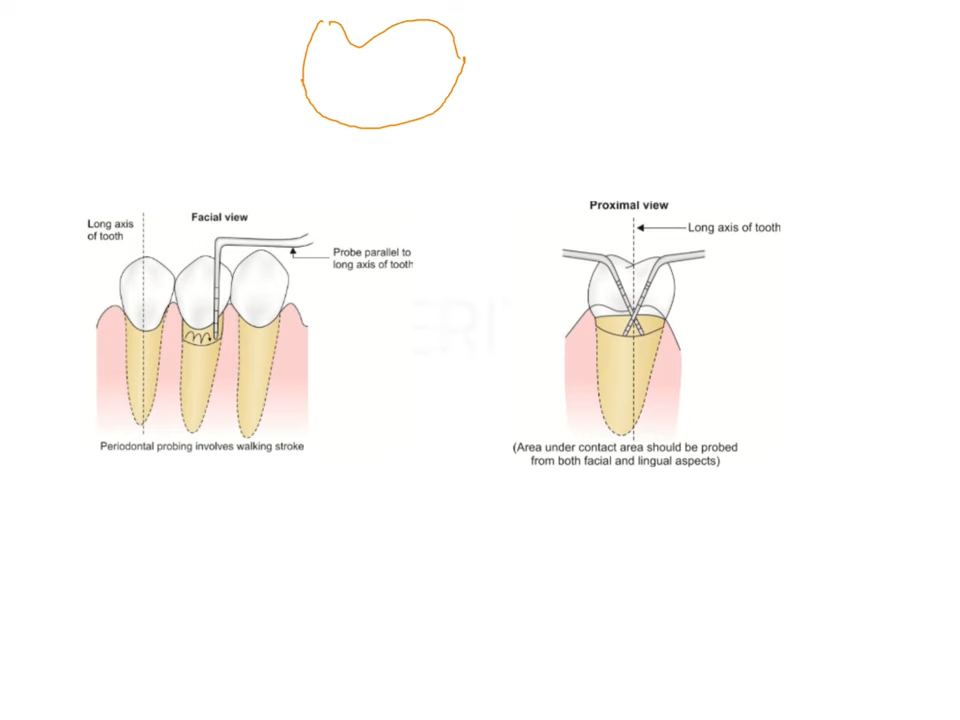 Facial view
Long axis
of tooth
Probe parallel to
long axis of tooth
Periodontal probing involves walking stroke
Proximal view
Long axis of tooth
(Area under contact area should be probed
from both facial and lingual aspects)